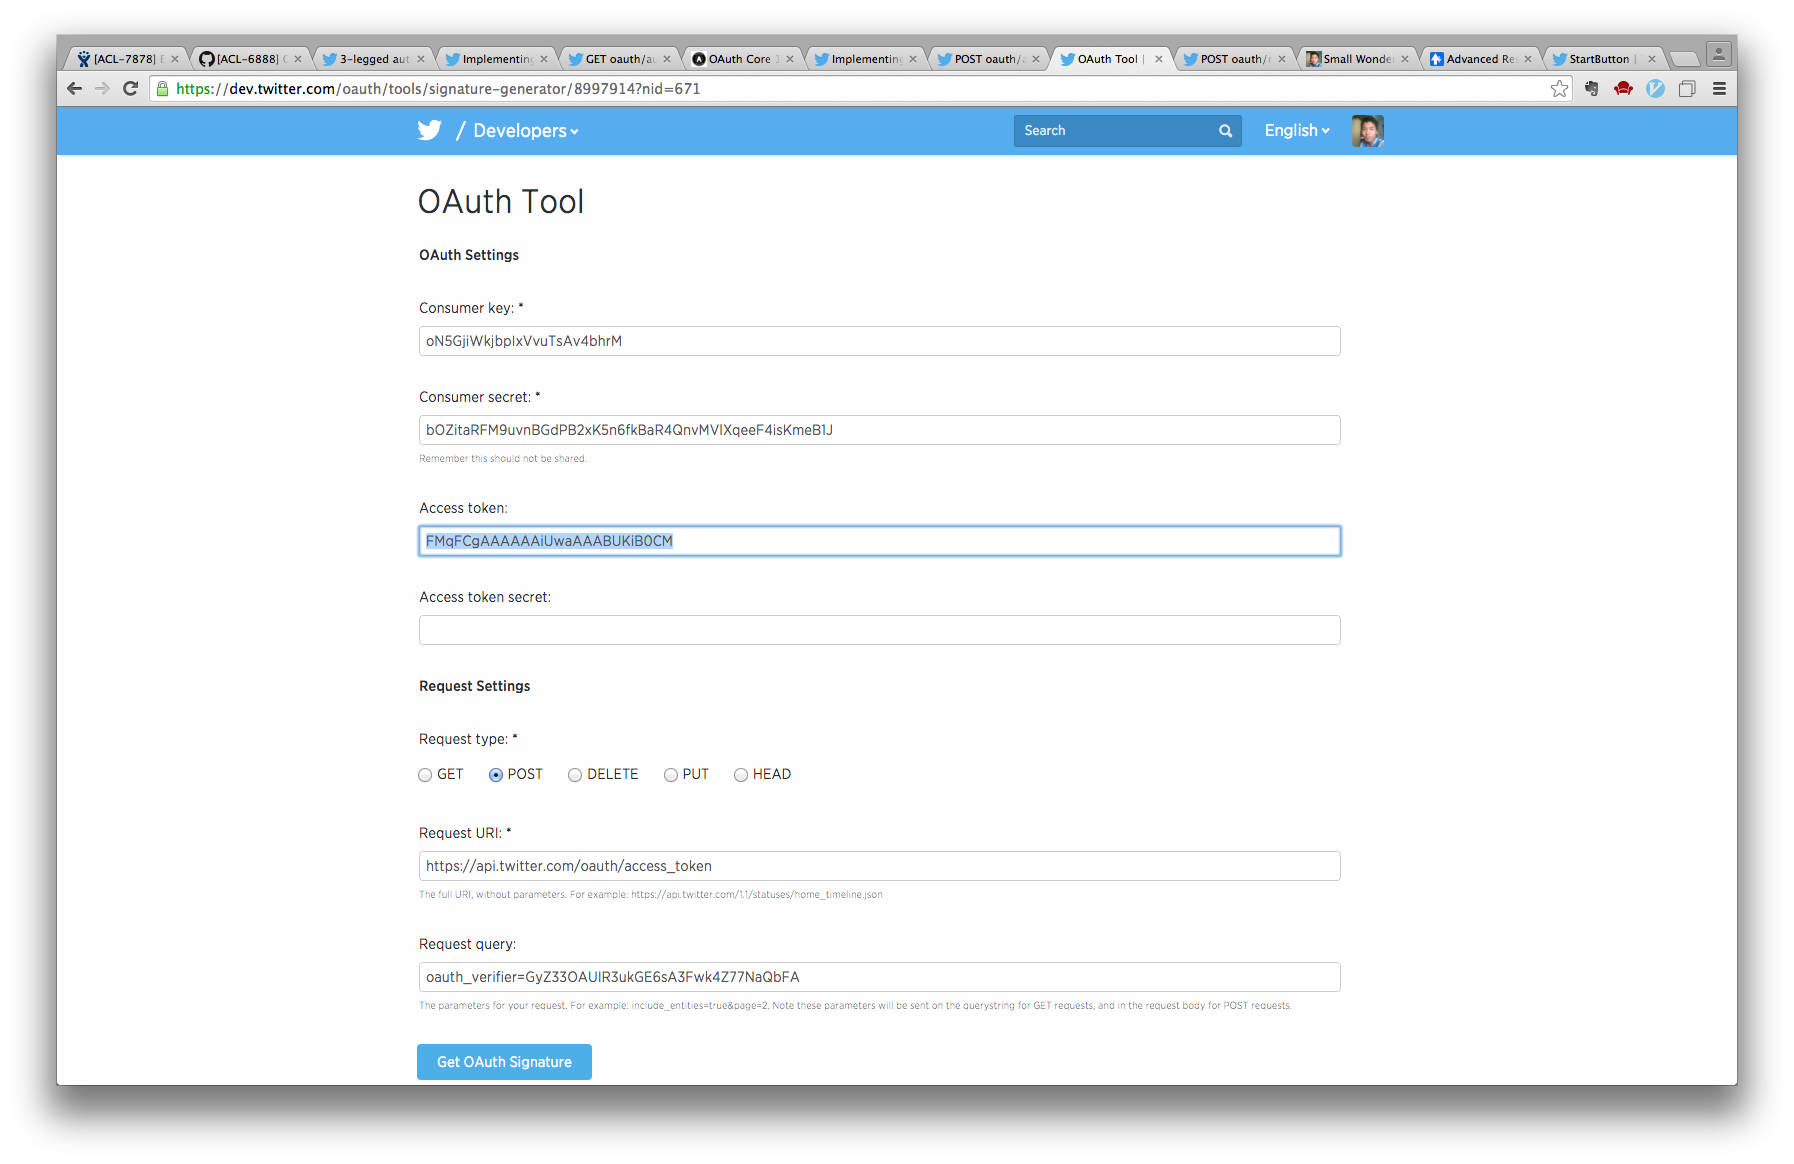 [ACL-7878] E [ACL-6888] C 3-legged aut Implementing GET oauth/au OAuth Core 1 Implementing POST oauth/a OAuth Tool | POST oauth/r Small Wonde Advanced Re StartButton |
https://dev.twitter.com/oauth/tools/signature-generator/8997914?nid=671
/ Developers Search English
OAuth Tool
OAuth Settings
Consumer key: *
oN5GjiWkjbpIxVvuTsAv4bhrM
Consumer secret: *
bOZitaRFM9uvnBGdPB2xK5n6fkBaR4QnvMVIXqeeF4isKmeB1J
Remember this should not be shared.
Access token:
FMqFCgAAAAAAiUwaAAABUKiB0CM
Access token secret:
Request Settings
Request type: *
GET POST DELETE PUT HEAD
Request URI: *
https://api.twitter.com/oauth/access_token
The full URI, without parameters. For example: https://api.twitter.com/1.1/statuses/home_timeline.json
Request query:
oauth_verifier=GyZ33OAUIR3ukGE6sA3Fwk4Z77NaQbFA
The parameters for your request. For example: include_entities=true&page=2. Note these parameters will be sent on the querystring for GET requests, and in the request body for POST requests.
Get OAuth Signature